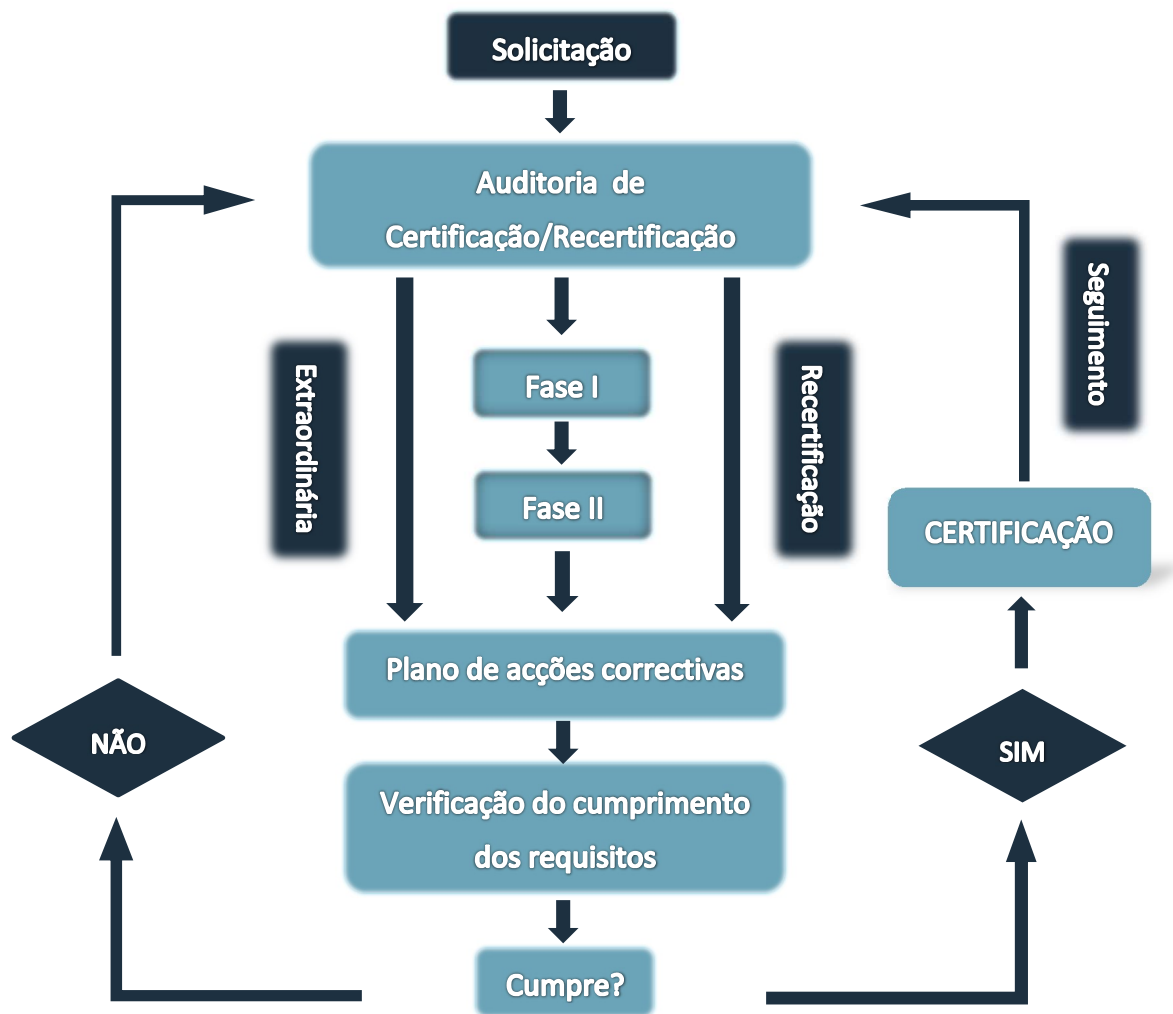 Solicitação
Auditoria de
Certificação/Recertificação
Extraordinária
Fase I
Fase II
Recertificação
Seguimento
CERTIFICAÇÃO
Plano de acções correctivas
NÃO
SIM
Verificação do cumprimento
dos requisitos
Cumpre?